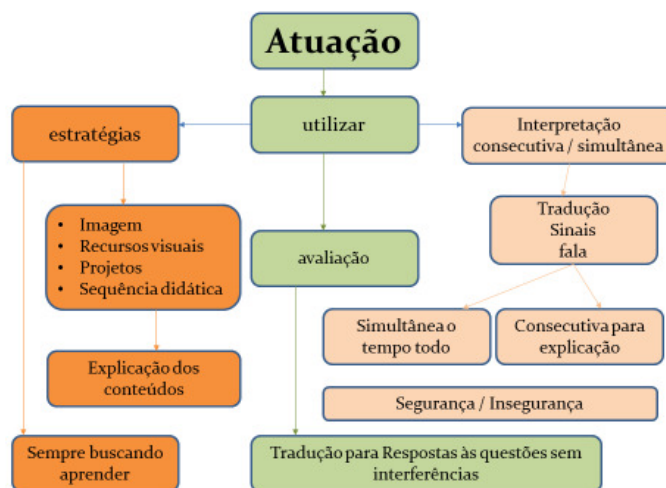 Atuação
estratégias
utilizar
Interpretação
consecutiva / simultânea
• Imagem
• Recursos visuais
• Projetos
• Sequência didática
avaliação
Tradução
Sinais
fala
Simultânea o
tempo todo
Consecutiva para
explicação
Explicação dos
conteúdos
Segurança / Insegurança
Sempre buscando
aprender
Tradução para Respostas às questões sem
interferências